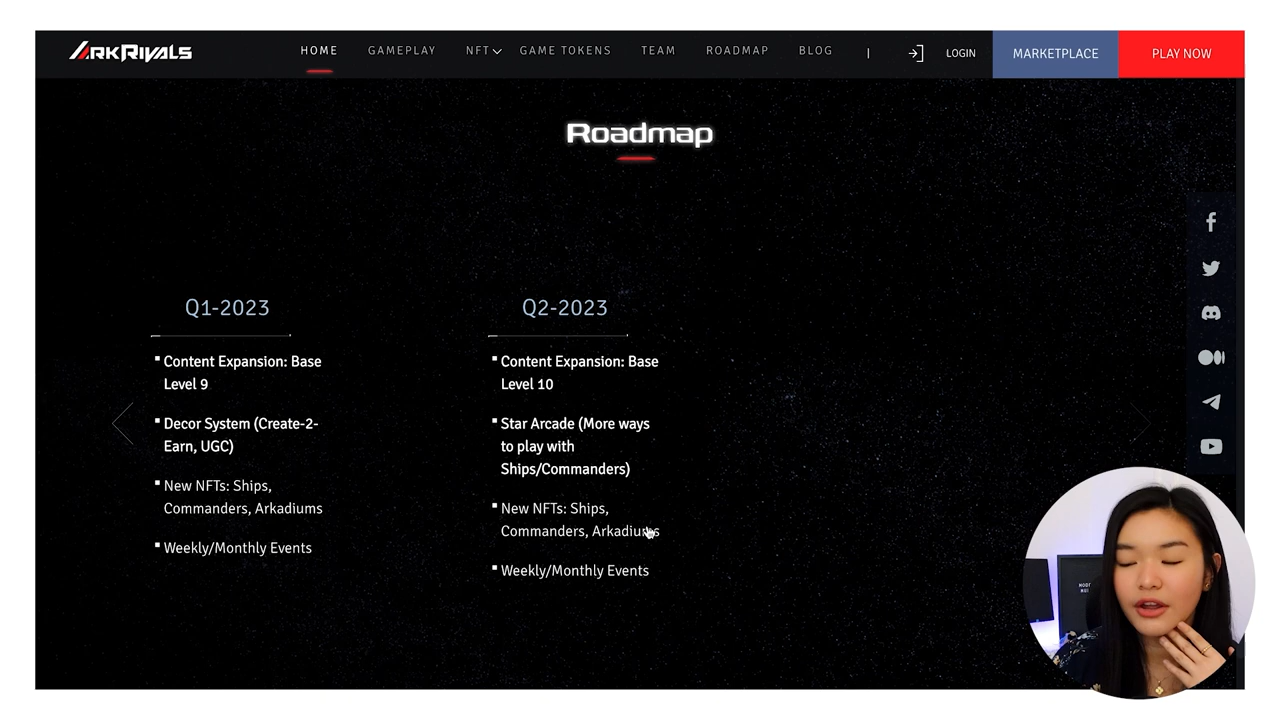 ARKRIVALS
HOME
GAMEPLAY
NFT
GAME TOKENS
TEAM
ROADMAP
BLOG
|
LOGIN
MARKETPLACE
PLAY NOW
Roadmap
Q1-2023
Content Expansion: Base
Level 9
Decor System (Create-2-
Earn, UGC)
New NFTs: Ships,
Commanders, Arkadiums
Weekly/Monthly Events
Q2-2023
Content Expansion: Base
Level 10
Star Arcade (More ways
to play with
Ships/Commanders)
New NFTs: Ships,
Commanders, Arkadiums
Weekly/Monthly Events